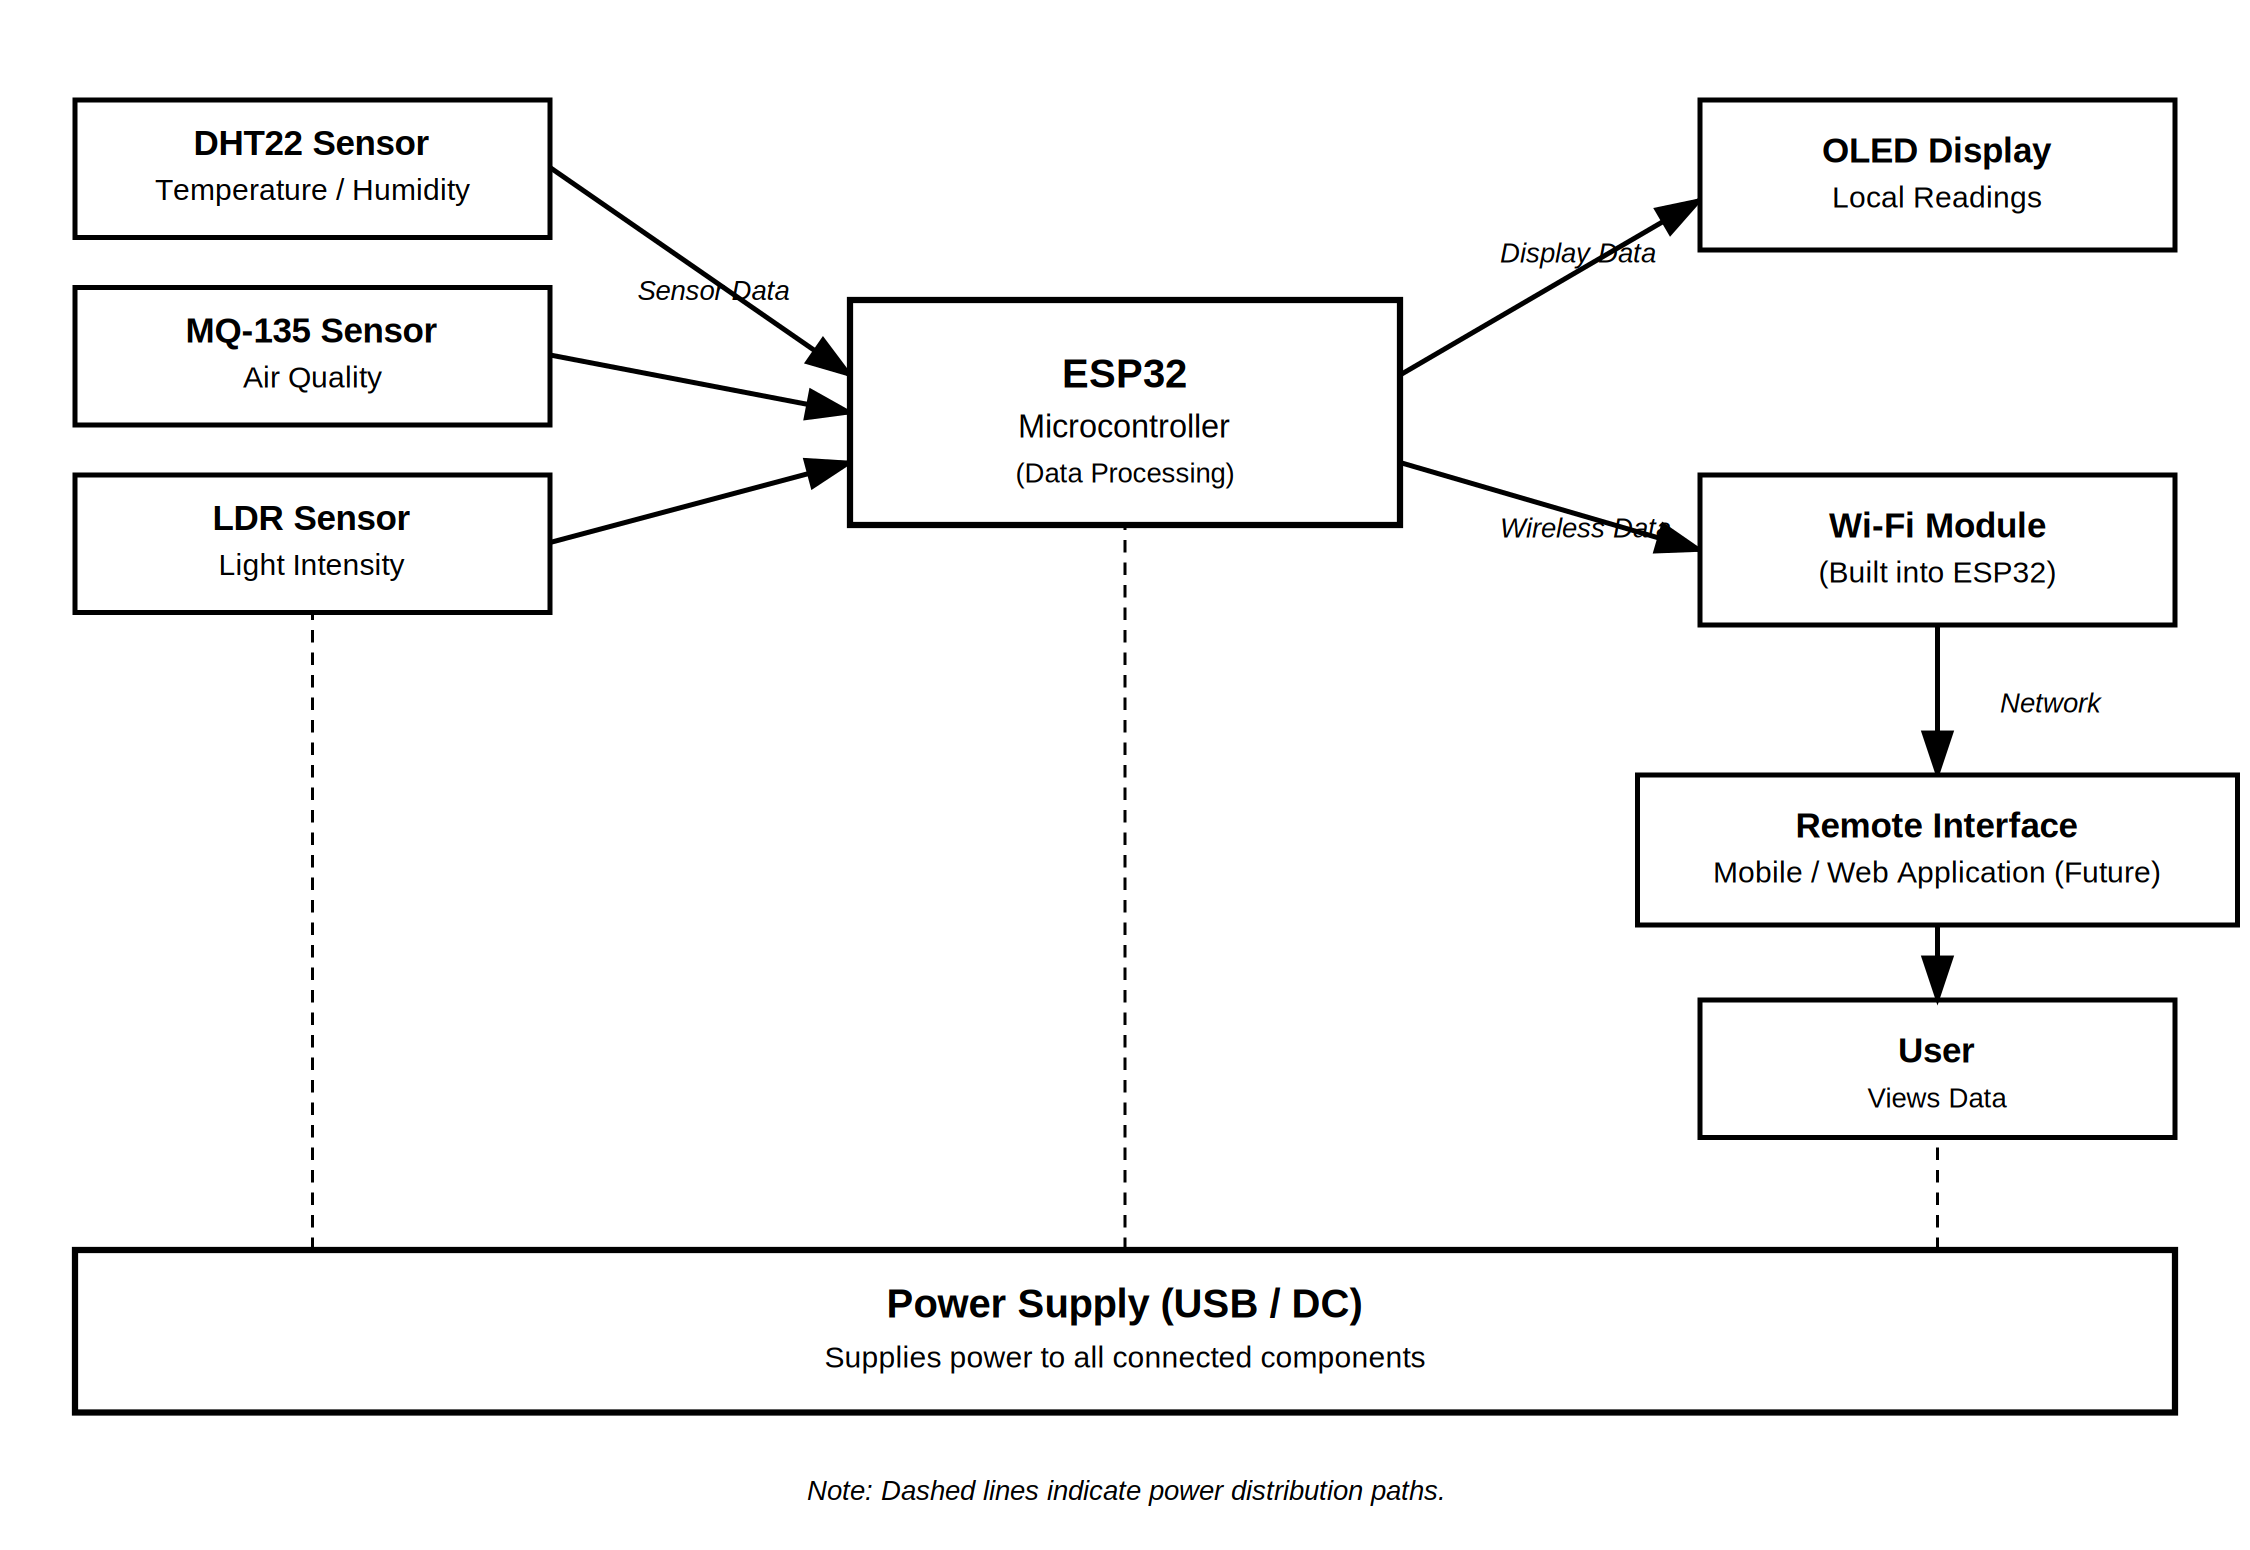 DHT22 Sensor
Temperature / Humidity
MQ-135 Sensor
Air Quality
LDR Sensor
Light Intensity
Sensor Data
ESP32
Microcontroller
(Data Processing)
Display Data
OLED Display
Local Readings
Wireless Data
Wi-Fi Module
(Built into ESP32)
Network
Remote Interface
Mobile / Web Application (Future)
User
Views Data
Power Supply (USB / DC)
Supplies power to all connected components
Note: Dashed lines indicate power distribution paths.